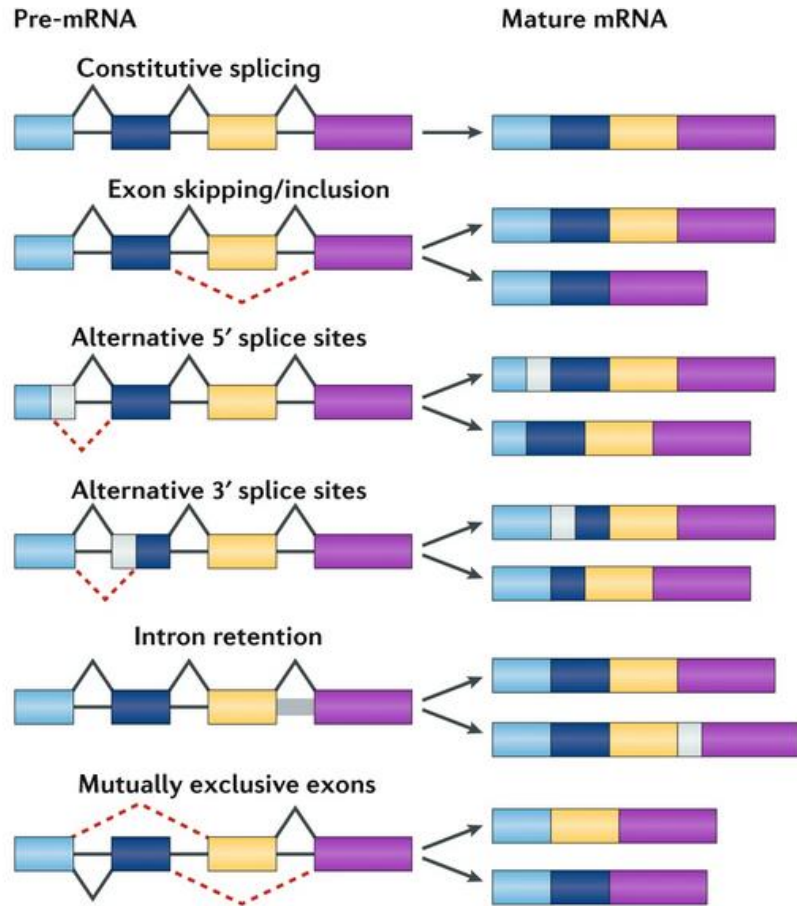 Pre-mRNA
Mature mRNA
Constitutive splicing
Exon skipping/inclusion
Alternative 5′ splice sites
Alternative 3′ splice sites
Intron retention
Mutually exclusive exons